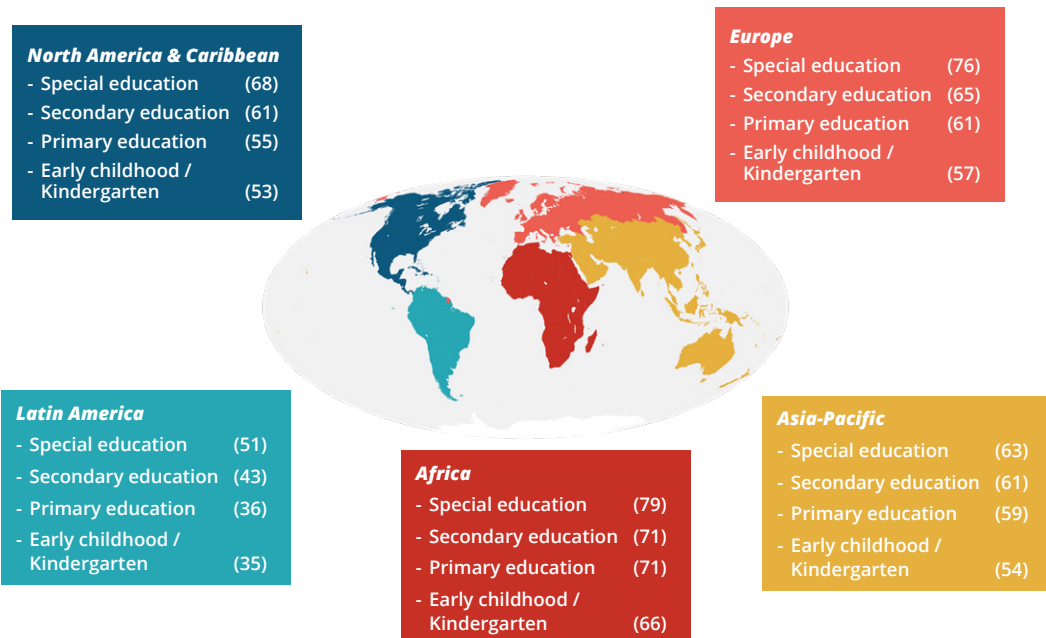 North America & Caribbean
- Special education (68)
- Secondary education (61)
- Primary education (55)
- Early childhood /
Kindergarten (53)
Europe
- Special education (76)
- Secondary education (65)
- Primary education (61)
- Early childhood /
Kindergarten (57)
Latin America
- Special education (51)
- Secondary education (43)
- Primary education (36)
- Early childhood /
Kindergarten (35)
Africa
- Special education (79)
- Secondary education (71)
- Primary education (71)
- Early childhood /
Kindergarten (66)
Asia-Pacific
- Special education (63)
- Secondary education (61)
- Primary education (59)
- Early childhood /
Kindergarten (54)